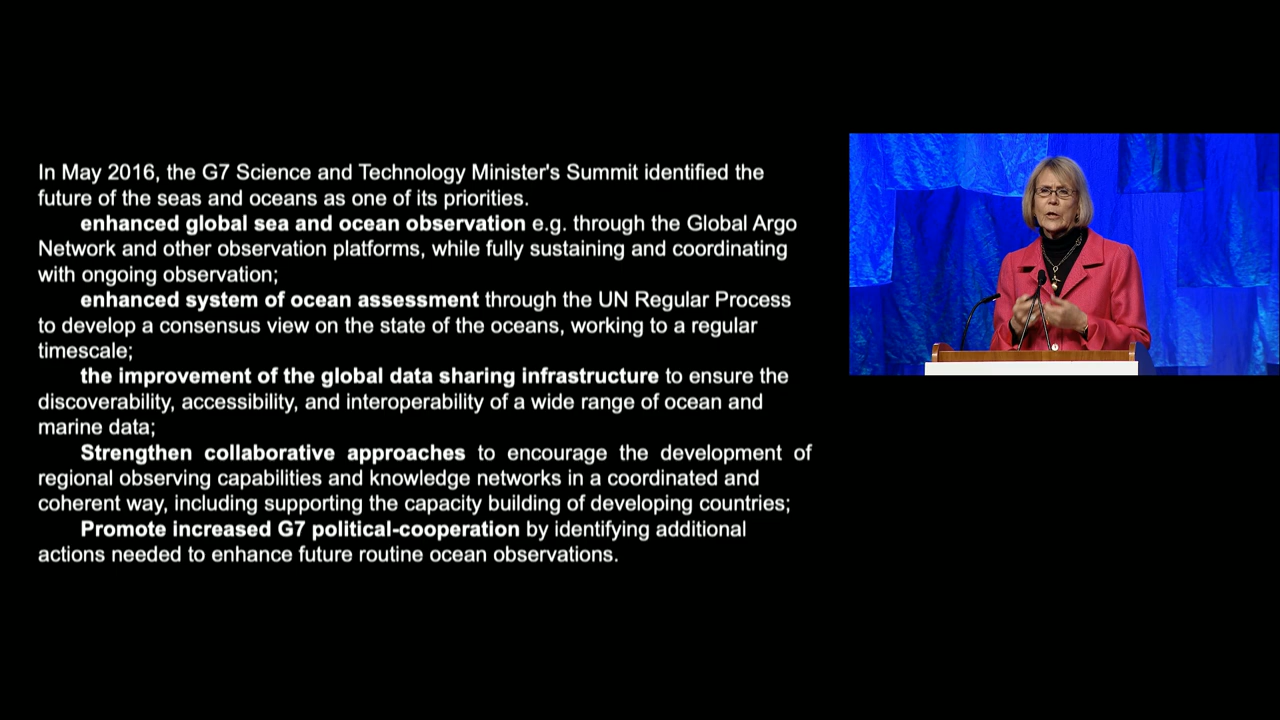 In May 2016, the G7 Science and Technology Minister's Summit identified the
future of the seas and oceans as one of its priorities.
enhanced global sea and ocean observation e.g. through the Global Argo
Network and other observation platforms, while fully sustaining and coordinating
with ongoing observation;
enhanced system of ocean assessment through the UN Regular Process
to develop a consensus view on the state of the oceans, working to a regular
timescale;
the improvement of the global data sharing infrastructure to ensure the
discoverability, accessibility, and interoperability of a wide range of ocean and
marine data;
Strengthen collaborative approaches to encourage the development of
regional observing capabilities and knowledge networks in a coordinated and
coherent way, including supporting the capacity building of developing countries;
Promote increased G7 political-cooperation by identifying additional
actions needed to enhance future routine ocean observations.